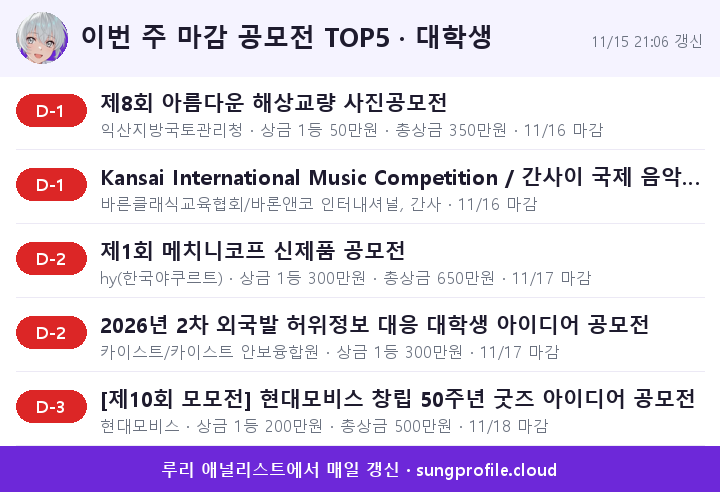 이번 주 마감 공모전 TOP5 · 대학생
11/15 21:06 갱신
D-1
제8회 아름다운 해상교량 사진공모전
익산지방국토관리청 · 상금 1등 50만원 · 총상금 350만원 · 11/16 마감
D-1
Kansai International Music Competition / 간사이 국제 음악...
바른클래식교육협회/바론앤코 인터내셔널, 간사 · 11/16 마감
D-2
제1회 메치니코프 신제품 공모전
hy(한국야쿠르트) · 상금 1등 300만원 · 총상금 650만원 · 11/17 마감
D-2
2026년 2차 외국발 허위정보 대응 대학생 아이디어 공모전
카이스트/카이스트 안보융합원 · 상금 1등 300만원 · 11/17 마감
D-3
[제10회 모모전] 현대모비스 창립 50주년 굿즈 아이디어 공모전
현대모비스 · 상금 1등 200만원 · 총상금 500만원 · 11/18 마감
루리 애널리스트에서 매일 갱신 · sungprofile.cloud